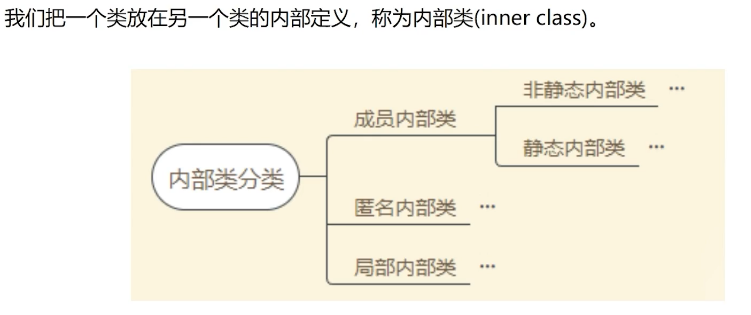 我们把一个类放在另一个类的内部定义，称为内部类(inner class)。
非静态内部类 ...
成员内部类
静态内部类 ...
内部类分类
匿名内部类 ...
局部内部类 ...